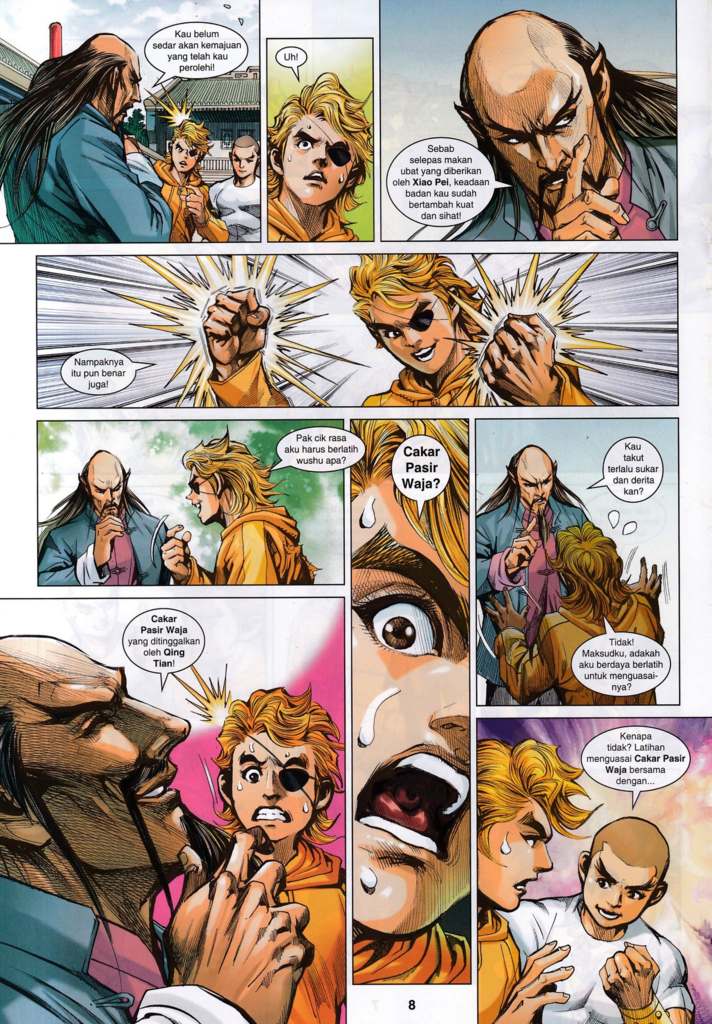 Kau belum
sedar akan kemajuan
yang telah kau
perolehi!
Uh!
Sebab
selepas makan
ubat yang diberikan
oleh Xiao Pei, keadaan
badan kau sudah
bertambah kuat
dan sihat!
Nampaknya
itu pun benar
juga!
Pak cik rasa
aku harus berlatih
wushu apa?
Cakar
Pasir Waja
yang ditinggalkan
oleh Qing
Tian!
Cakar
Pasir
Waja?
Kau
takut
terlalu sukar
dan derita
kan?
Tidak!
Maksudku, adakah
aku berdaya berlatih
untuk menguasai-
nya?
Kenapa
tidak? Latihan
menguasai Cakar Pasir
Waja bersama
dengan...
8